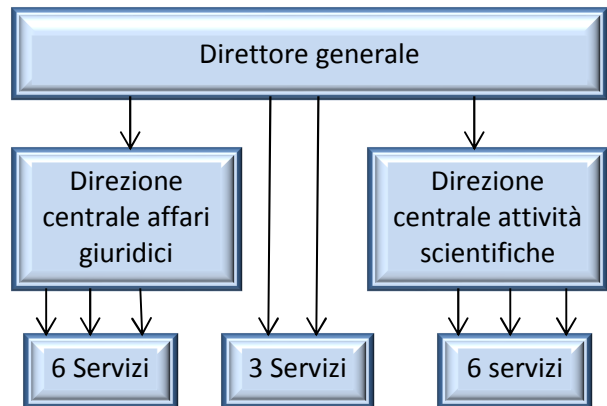 Direttore generale
Direzione
centrale affari
giuridici
Direzione
centrale attività
scientifiche
6 Servizi
3 Servizi
6 servizi